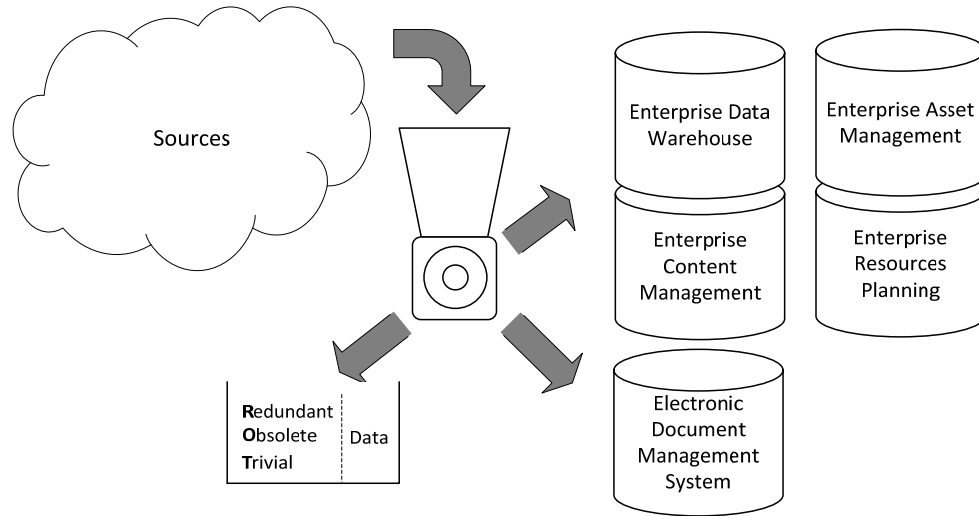 Sources
Enterprise Data
Warehouse
Enterprise Asset
Management
Enterprise
Content
Management
Enterprise
Resources
Planning
Redundant
Obsolete
Trivial
Data
Electronic
Document
Management
System